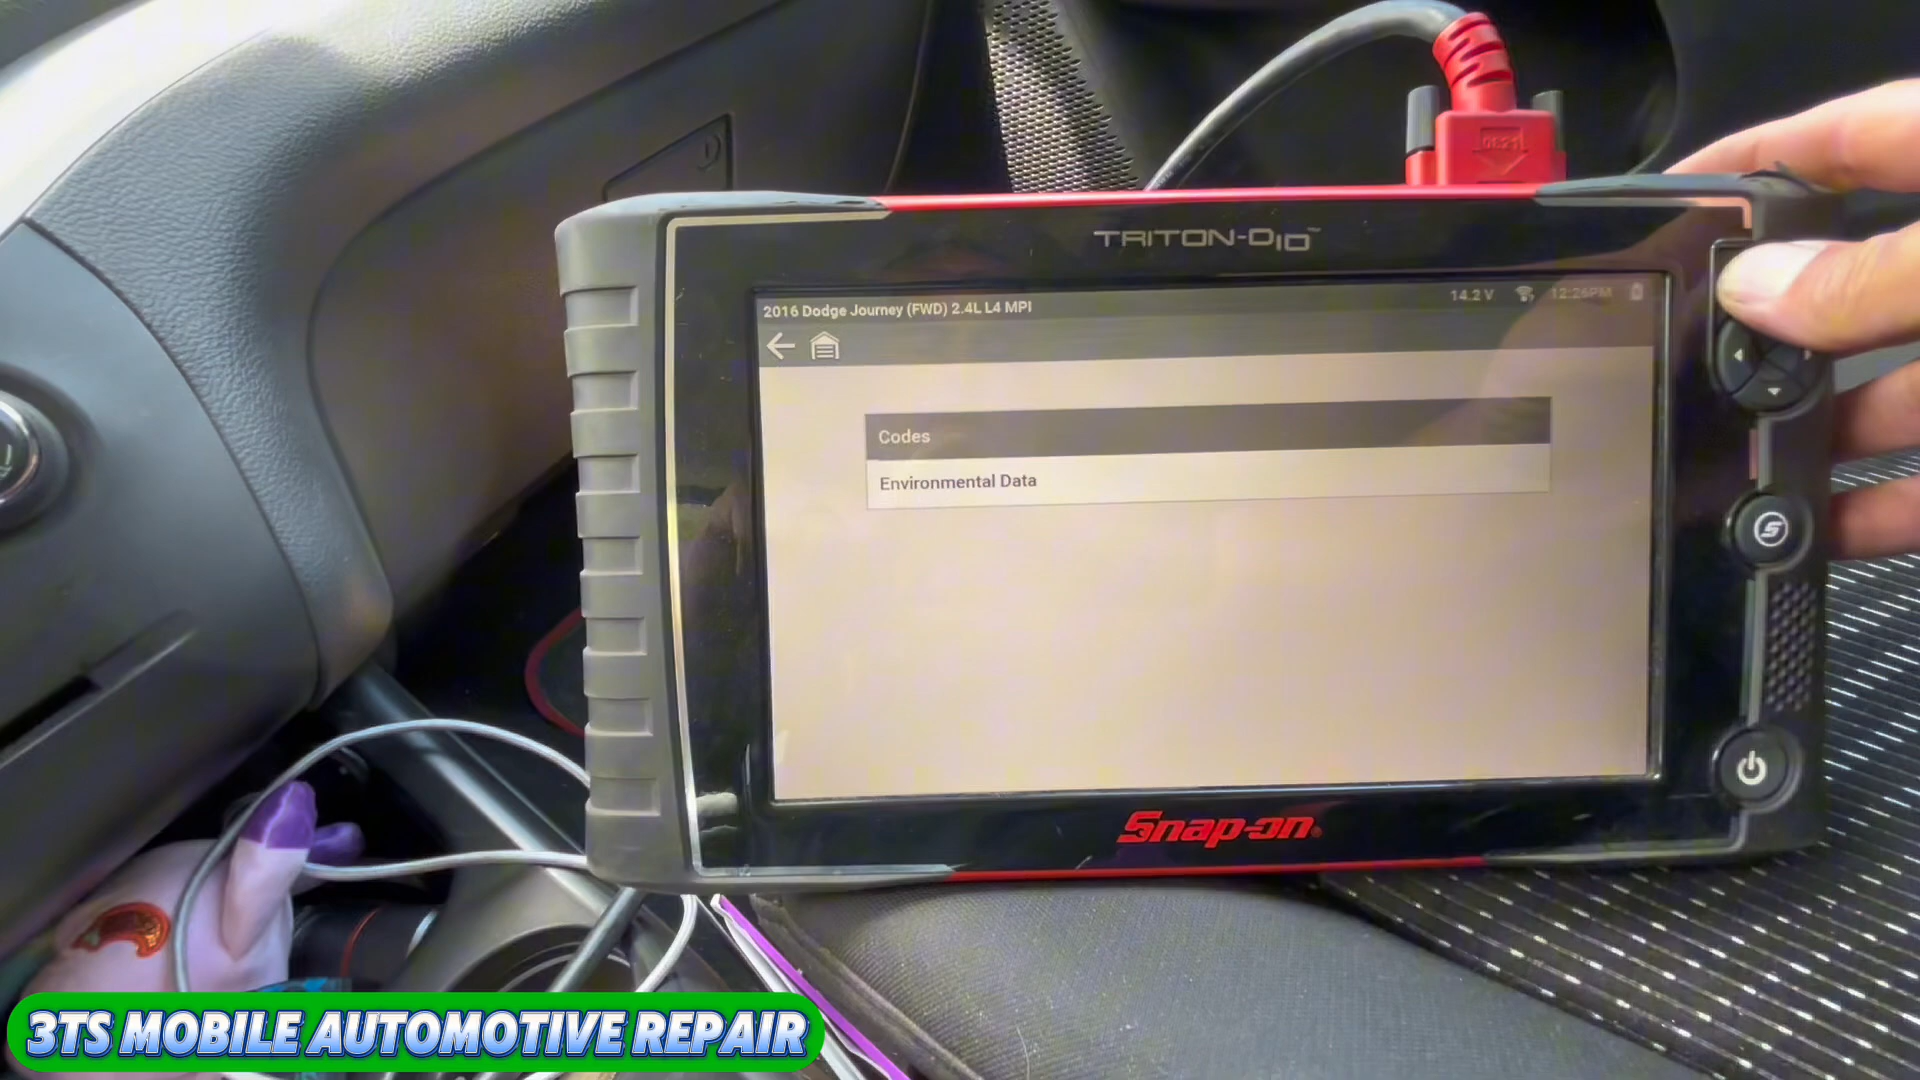 TRITON-D10™
2016 Dodge Journey (FWD) 2.4L L4 MPI
14.2 V
12:26PM
Codes
Environmental Data
Snap-on®
3TS MOBILE AUTOMOTIVE REPAIR